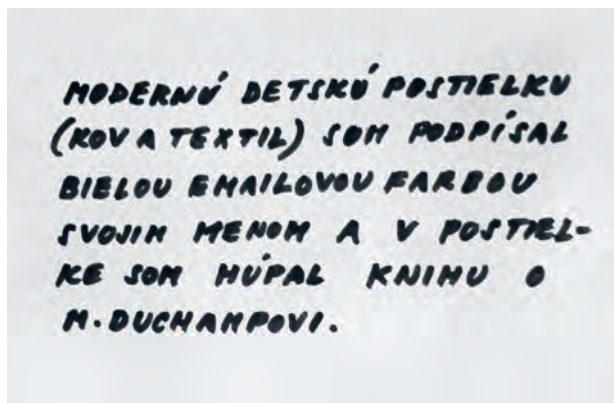 MODERNÚ DETSKÚ POSTIELKU
(KOV A TEXTIL) SOM PODPÍSAL
BIELOU EMAILOVOU FARBOU
SVOJIM MENOM A V POSTIEL-
KE SOM HÚPAL KNIHU O
M. DUCHAMPOVI.